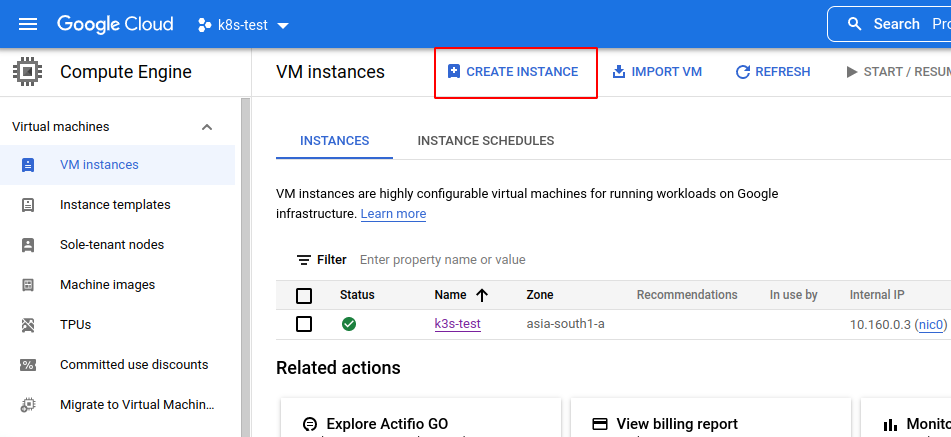 Google Cloud k8s-test Search Pro
Compute Engine VM instances CREATE INSTANCE IMPORT VM REFRESH START / RESUM
Virtual machines
VM instances
Instance templates
Sole-tenant nodes
Machine images
TPUs
Committed use discounts
Migrate to Virtual Machin...
INSTANCES INSTANCE SCHEDULES
VM instances are highly configurable virtual machines for running workloads on Google
infrastructure. Learn more
Filter Enter property name or value
Status Name Zone Recommendations In use by Internal IP
k3s-test asia-south1-a 10.160.0.3 (nic0)
Related actions
Explore Actifio GO View billing report Monito